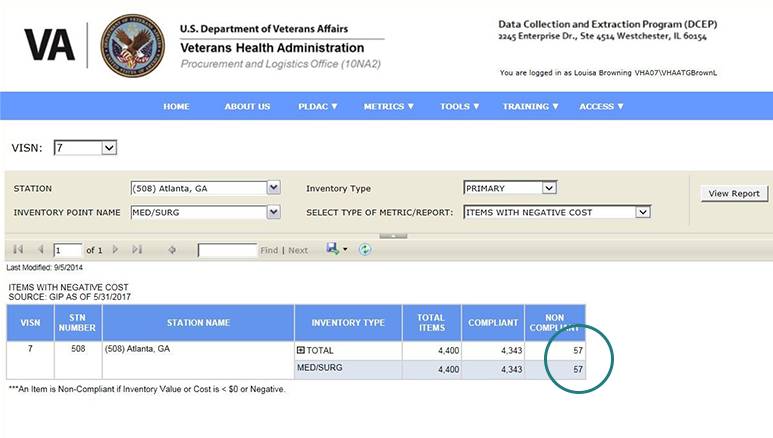 VA
U.S. Department of Veterans Affairs
Veterans Health Administration
Procurement and Logistics Office (10NA2)
Data Collection and Extraction Program (DCEP)
2245 Enterprise Dr., Ste 4514 Westchester, IL 60154
You are logged in as Louisa Browning VHA07\VHAATGBrownL
HOME ABOUT US PLDAC ▼ METRICS ▼ TOOLS ▼ TRAINING ▼ ACCESS ▼
VISN: 7
STATION (508) Atlanta, GA Inventory Type PRIMARY
View Report
INVENTORY POINT NAME MED/SURG SELECT TYPE OF METRIC/REPORT: ITEMS WITH NEGATIVE COST
1 of 1 Find | Next
Last Modified: 9/5/2014
ITEMS WITH NEGATIVE COST
SOURCE: GIP AS OF 5/31/2017
VISN STN NUMBER STATION NAME INVENTORY TYPE TOTAL ITEMS COMPLIANT NON COMPLIANT
7 508 (508) Atlanta, GA TOTAL 4,400 4,343 57
MED/SURG 4,400 4,343 57
***An Item is Non-Compliant if Inventory Value or Cost is < $0 or Negative.